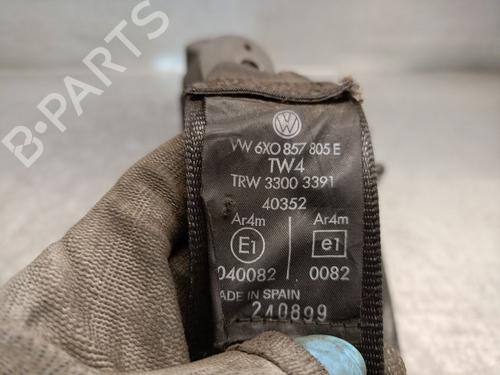 B-PARTS
VW 6X0 857 805 E
TW4
TRW 3300 3391
40352
Ar4m Ar4m
E1 e1
040082 0082
MADE IN SPAIN
240899